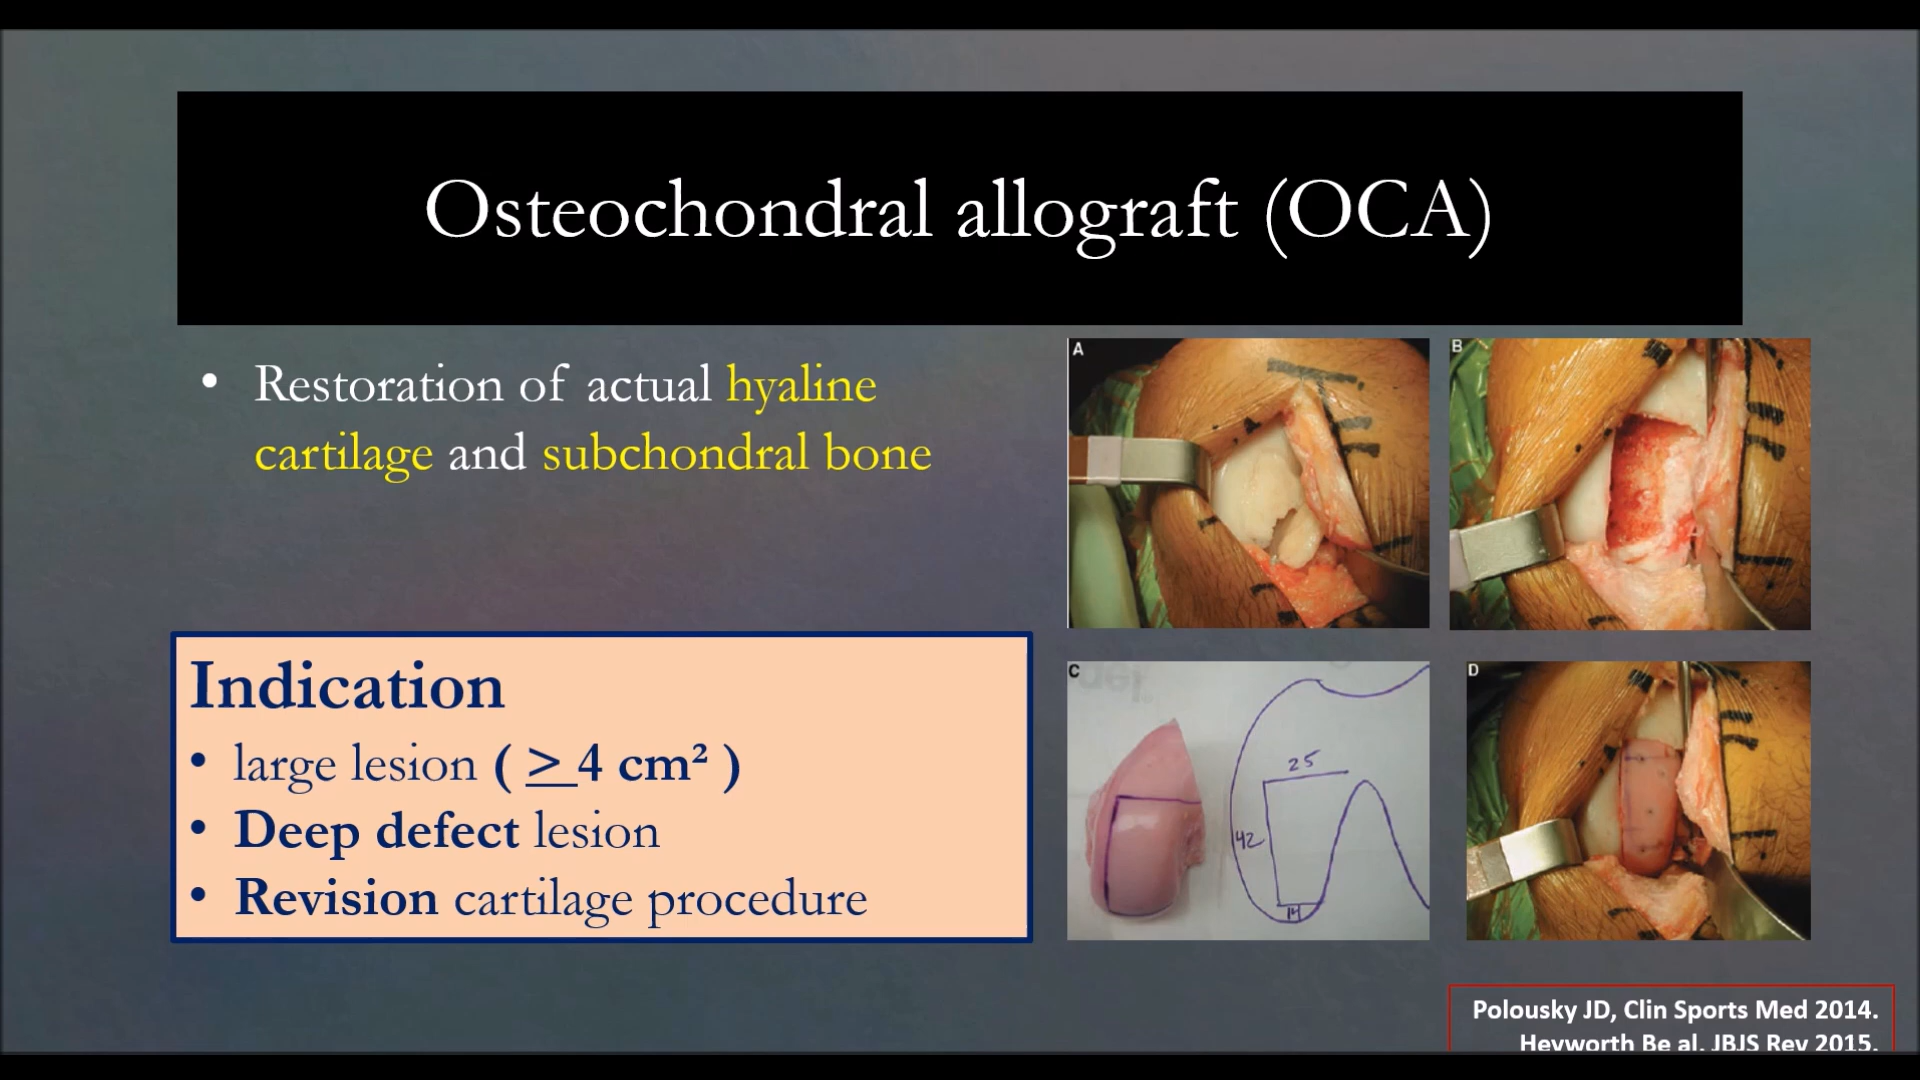 Osteochondral allograft (OCA)
• Restoration of actual hyaline
cartilage and subchondral bone
Indication
• large lesion ( ≥ 4 cm² )
• Deep defect lesion
• Revision cartilage procedure
A
B
C
25
42
14
D
Polousky JD, Clin Sports Med 2014.
Heyworth Be al. JBJS Rev 2015.